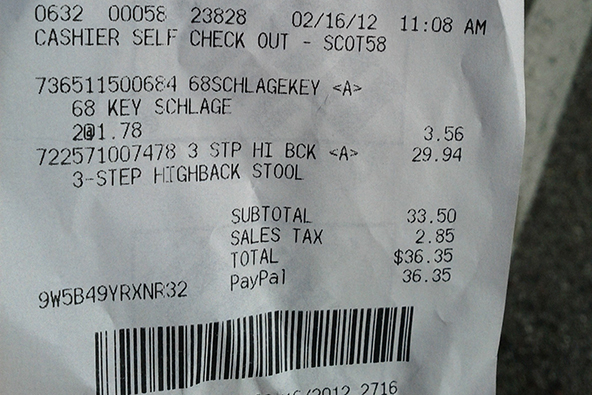 0632 00058 23828 02/16/12 11:08 AM
CASHIER SELF CHECK OUT - SCOT58
736511500684 68SCHLAGEKEY <A>
68 KEY SCHLAGE
2@1.78 3.56
722571007478 3 STP HI BCK <A> 29.94
3-STEP HIGHBACK STOOL
SUBTOTAL 33.50
SALES TAX 2.85
TOTAL $36.35
PayPal 36.35
9W5B49YRXNR32
/2012 2716